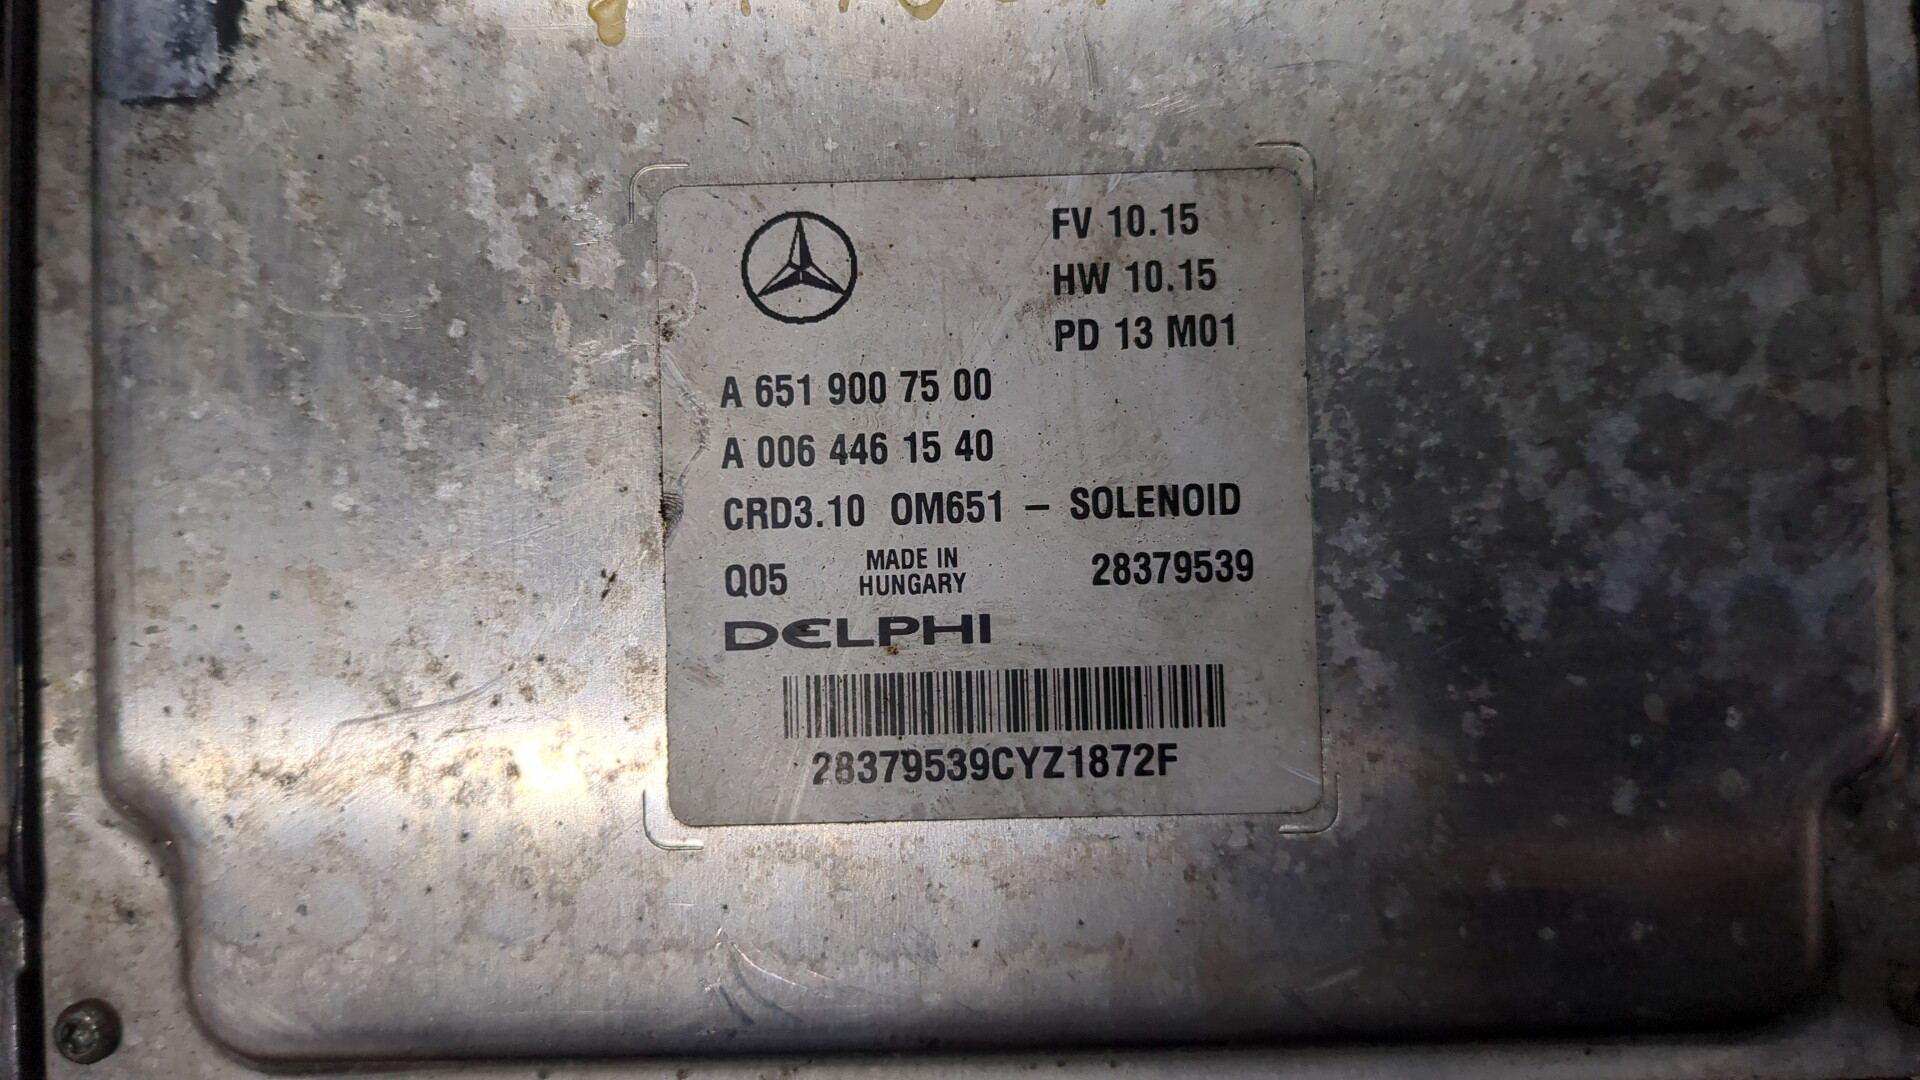 FV 10.15
HW 10.15
PD 13 M01
A 651 900 75 00
A 006 446 15 40
CRD3.10 OM651 – SOLENOID
Q05 MADE IN HUNGARY 28379539
DELPHI
28379539CYZ1872F